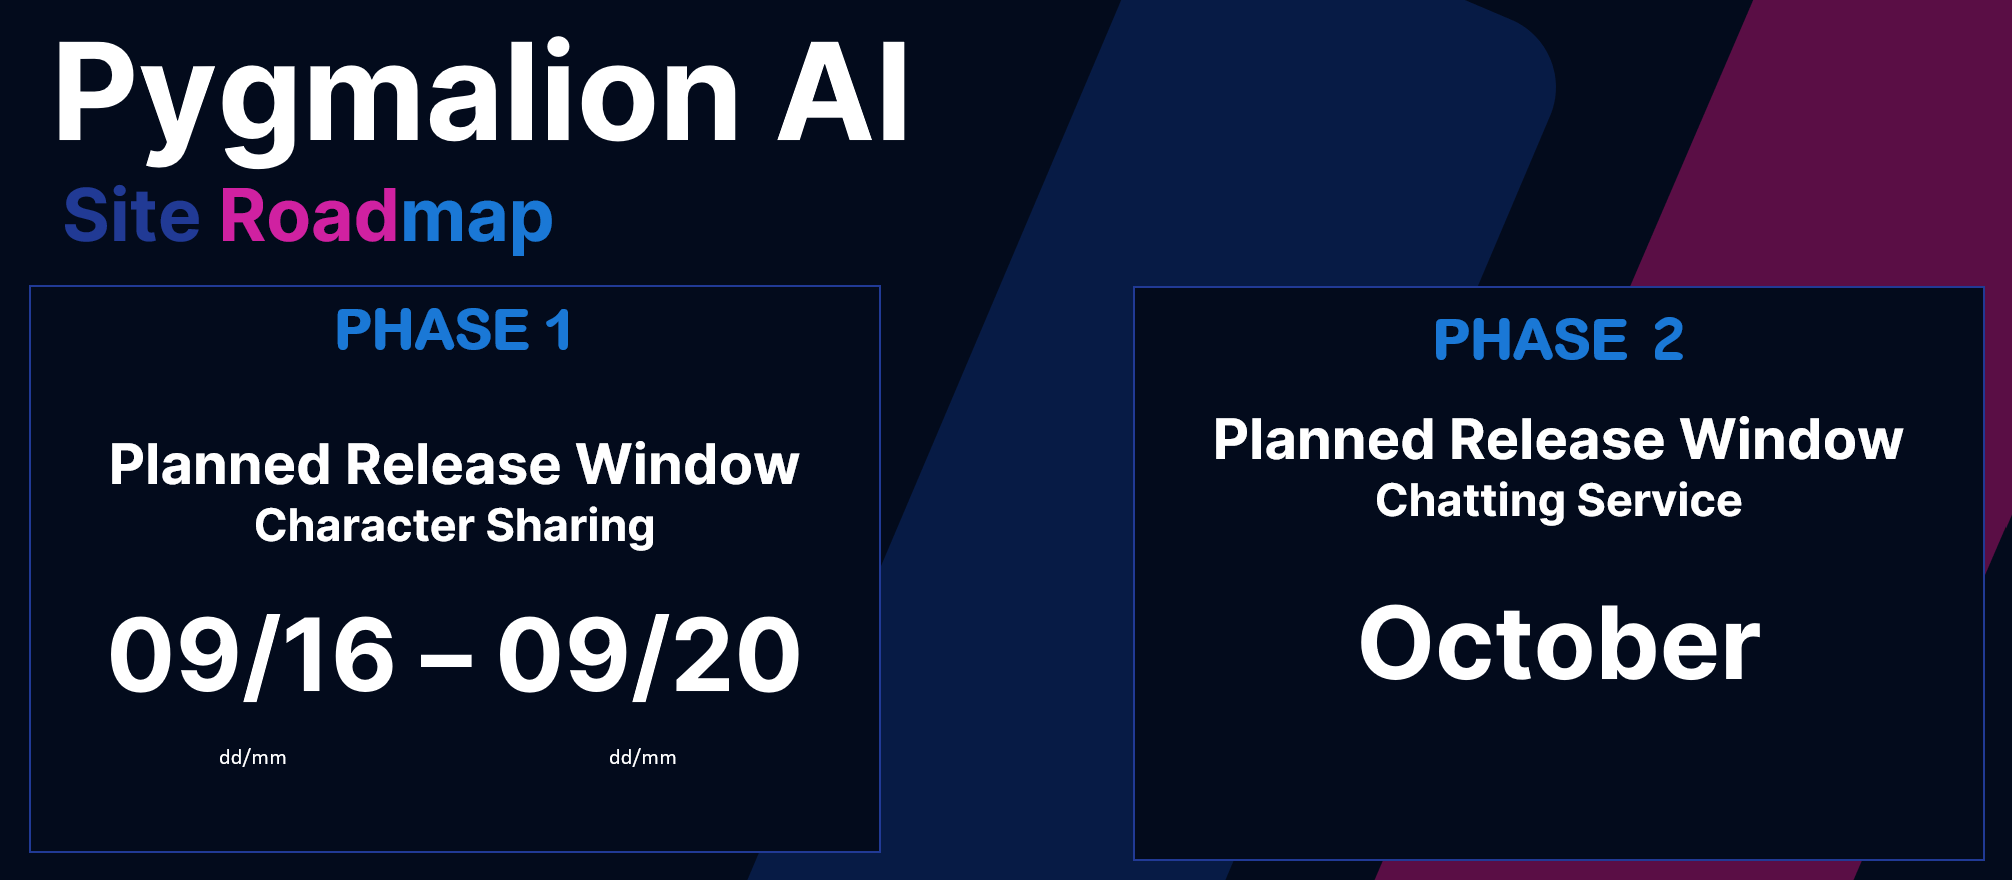 Pygmalion AI
Site Roadmap
PHASE 1
Planned Release Window
Character Sharing
09/16 – 09/20
dd/mm dd/mm
PHASE 2
Planned Release Window
Chatting Service
October